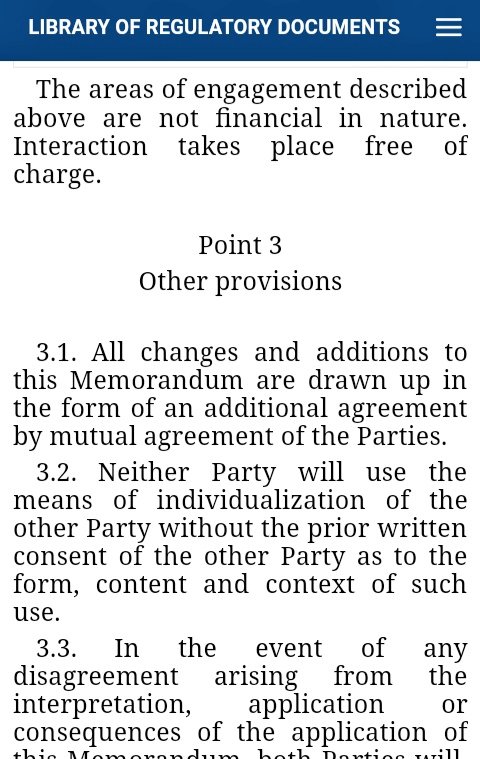 LIBRARY OF REGULATORY DOCUMENTS
The areas of engagement described
above are not financial in nature.
Interaction takes place free of
charge.
Point 3
Other provisions
3.1. All changes and additions to
this Memorandum are drawn up in
the form of an additional agreement
by mutual agreement of the Parties.
3.2. Neither Party will use the
means of individualization of the
other Party without the prior written
consent of the other Party as to the
form, content and context of such
use.
3.3. In the event of any
disagreement arising from the
interpretation, application or
consequences of the application of
this Memorandum, both Parties will,